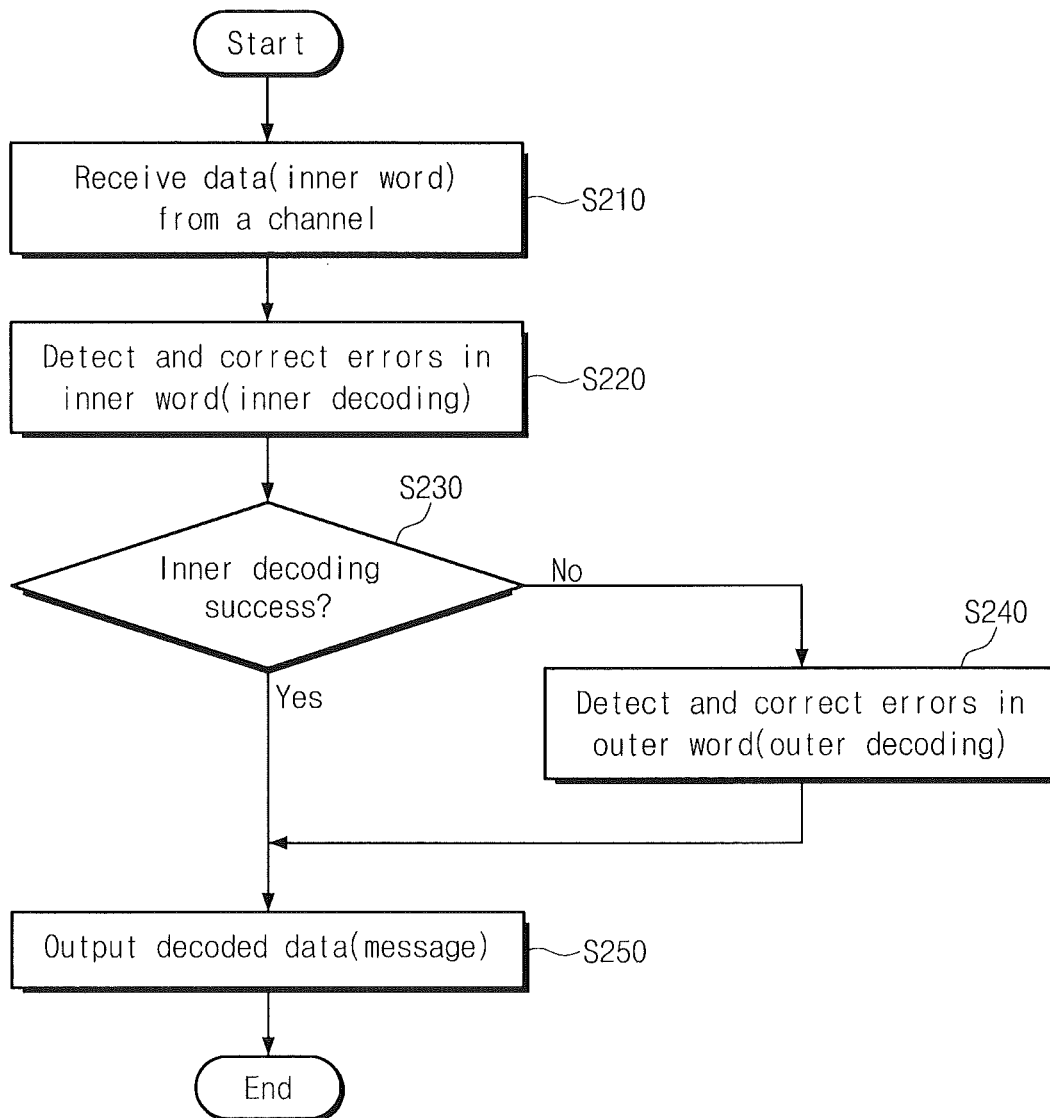 Start
Receive data(inner word)
from a channel
S210
Detect and correct errors in
inner word(inner decoding)
S220
S230
Inner decoding
success?
No
Yes
S240
Detect and correct errors in
outer word(outer decoding)
Output decoded data(message)
S250
End